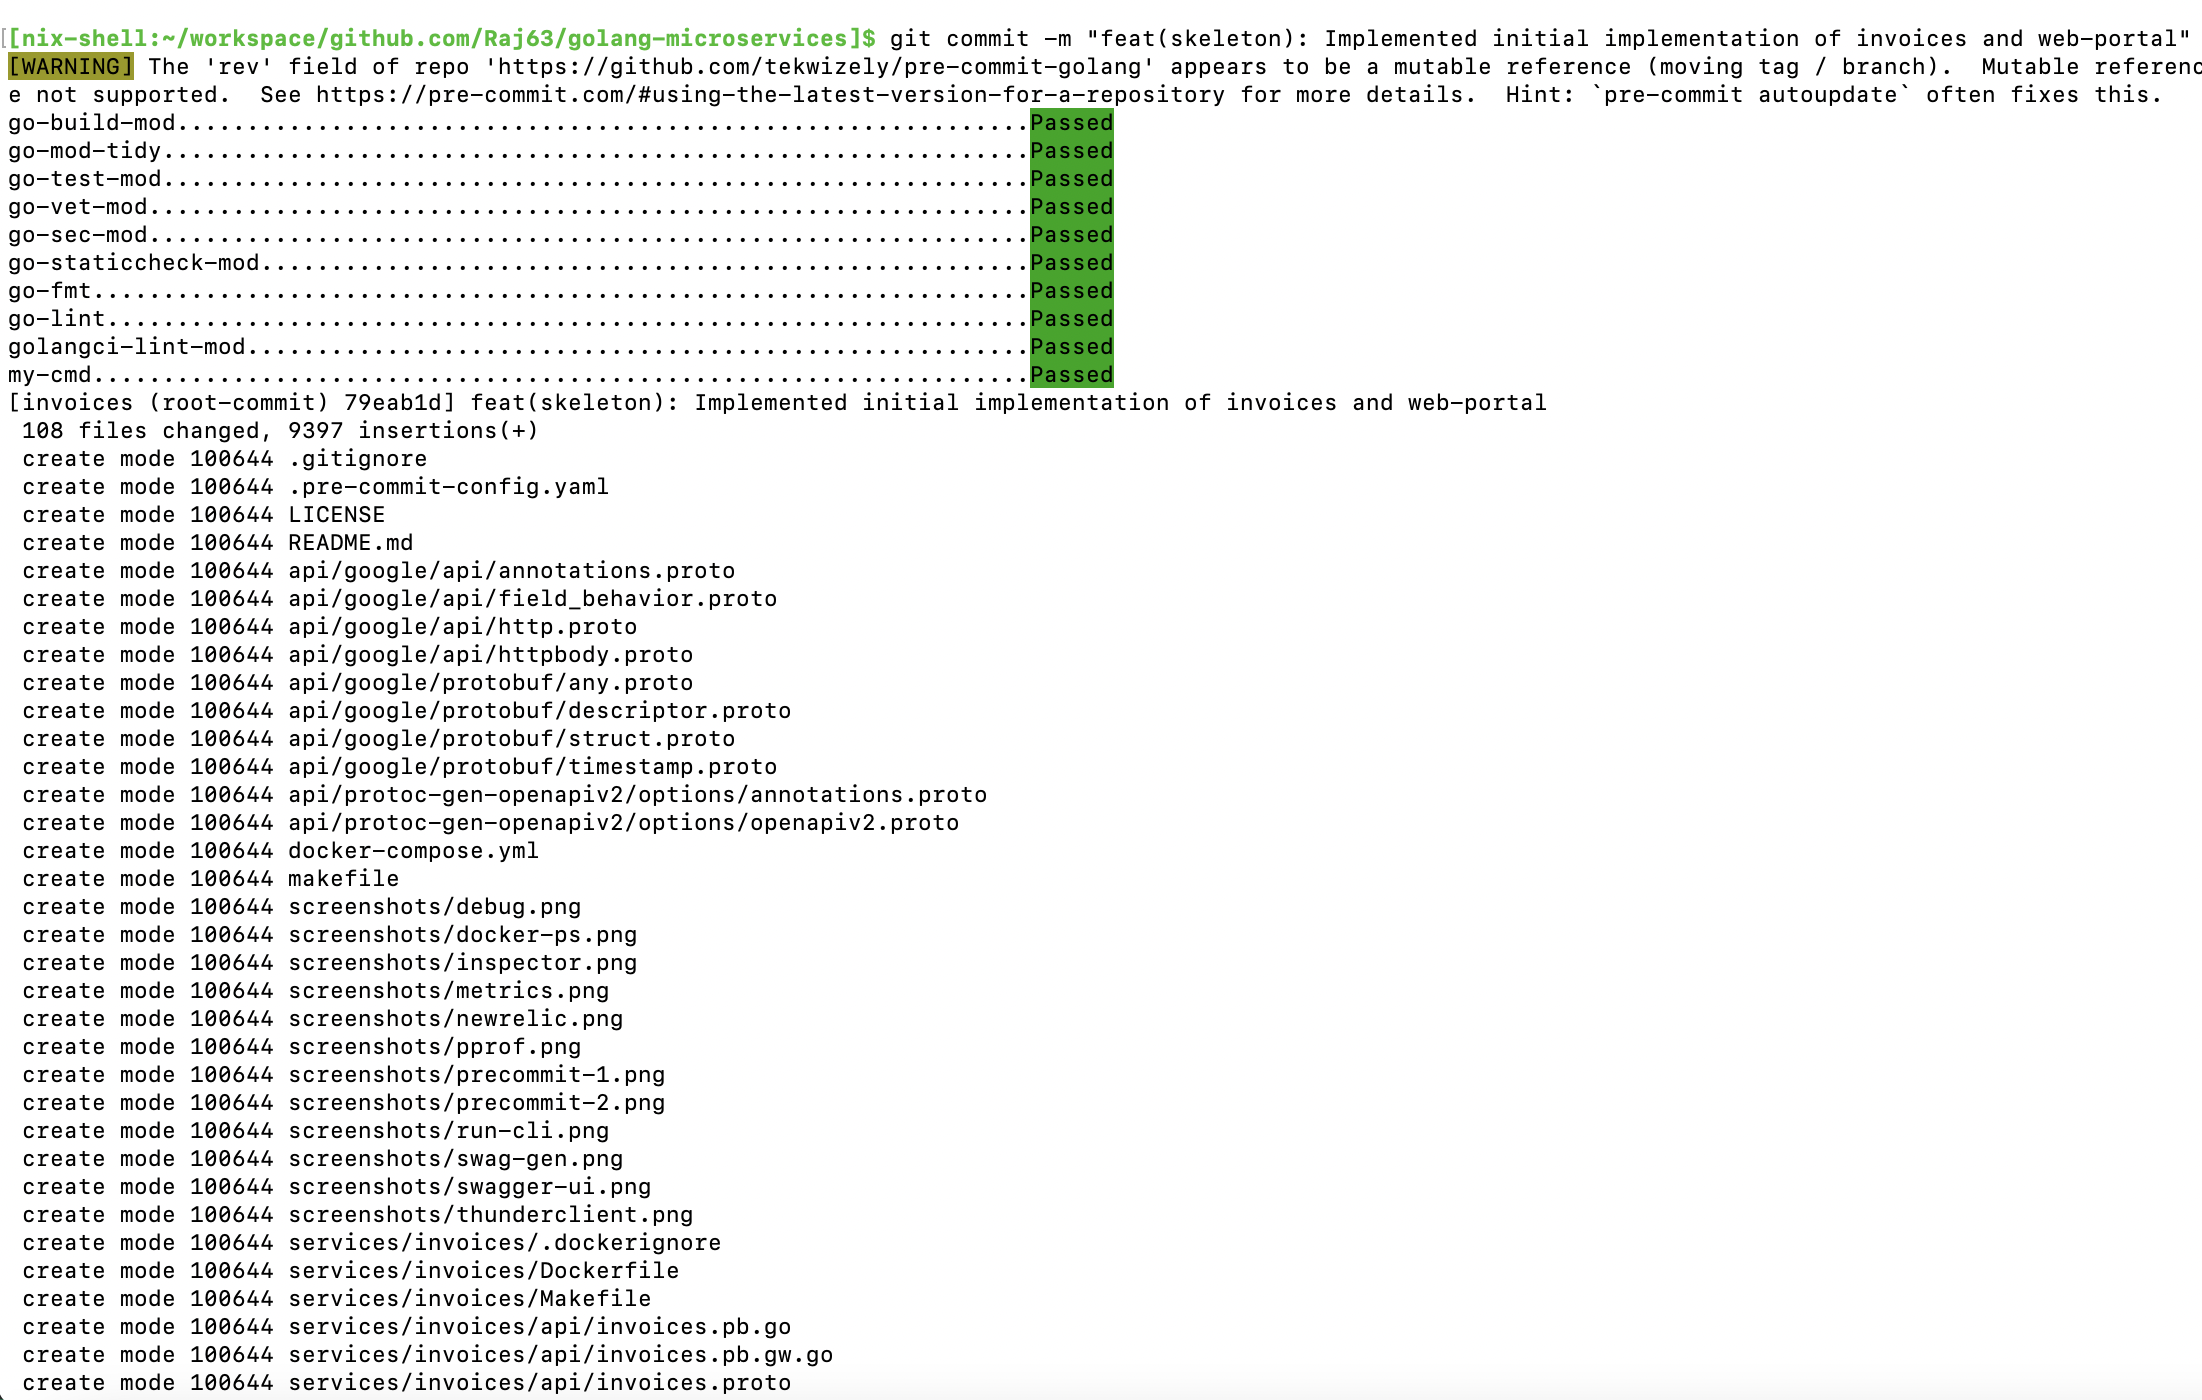 [[nix-shell:~/workspace/github.com/Raj63/golang-microservices]$ git commit -m "feat(skeleton): Implemented initial implementation of invoices and web-portal"
[WARNING] The 'rev' field of repo 'https://github.com/tekwizely/pre-commit-golang' appears to be a mutable reference (moving tag / branch).  Mutable referenc
e not supported.  See https://pre-commit.com/#using-the-latest-version-for-a-repository for more details.  Hint: `pre-commit autoupdate` often fixes this.
go-build-mod.............................................................Passed
go-mod-tidy..............................................................Passed
go-test-mod..............................................................Passed
go-vet-mod...............................................................Passed
go-sec-mod...............................................................Passed
go-staticcheck-mod.......................................................Passed
go-fmt...................................................................Passed
go-lint..................................................................Passed
golangci-lint-mod........................................................Passed
my-cmd...................................................................Passed
[invoices (root-commit) 79eab1d] feat(skeleton): Implemented initial implementation of invoices and web-portal
 108 files changed, 9397 insertions(+)
 create mode 100644 .gitignore
 create mode 100644 .pre-commit-config.yaml
 create mode 100644 LICENSE
 create mode 100644 README.md
 create mode 100644 api/google/api/annotations.proto
 create mode 100644 api/google/api/field_behavior.proto
 create mode 100644 api/google/api/http.proto
 create mode 100644 api/google/api/httpbody.proto
 create mode 100644 api/google/protobuf/any.proto
 create mode 100644 api/google/protobuf/descriptor.proto
 create mode 100644 api/google/protobuf/struct.proto
 create mode 100644 api/google/protobuf/timestamp.proto
 create mode 100644 api/protoc-gen-openapiv2/options/annotations.proto
 create mode 100644 api/protoc-gen-openapiv2/options/openapiv2.proto
 create mode 100644 docker-compose.yml
 create mode 100644 makefile
 create mode 100644 screenshots/debug.png
 create mode 100644 screenshots/docker-ps.png
 create mode 100644 screenshots/inspector.png
 create mode 100644 screenshots/metrics.png
 create mode 100644 screenshots/newrelic.png
 create mode 100644 screenshots/pprof.png
 create mode 100644 screenshots/precommit-1.png
 create mode 100644 screenshots/precommit-2.png
 create mode 100644 screenshots/run-cli.png
 create mode 100644 screenshots/swag-gen.png
 create mode 100644 screenshots/swagger-ui.png
 create mode 100644 screenshots/thunderclient.png
 create mode 100644 services/invoices/.dockerignore
 create mode 100644 services/invoices/Dockerfile
 create mode 100644 services/invoices/Makefile
 create mode 100644 services/invoices/api/invoices.pb.go
 create mode 100644 services/invoices/api/invoices.pb.gw.go
 create mode 100644 services/invoices/api/invoices.proto